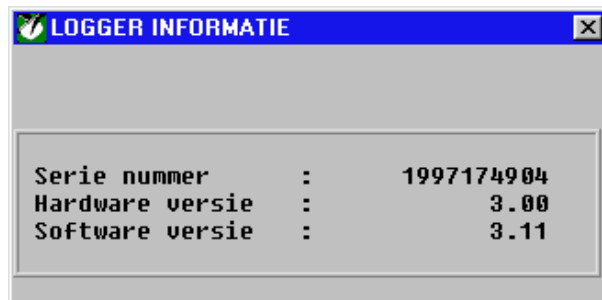 LOGGER INFORMATIE
Serie nummer : 1997174904
Hardware versie : 3.00
Software versie : 3.11